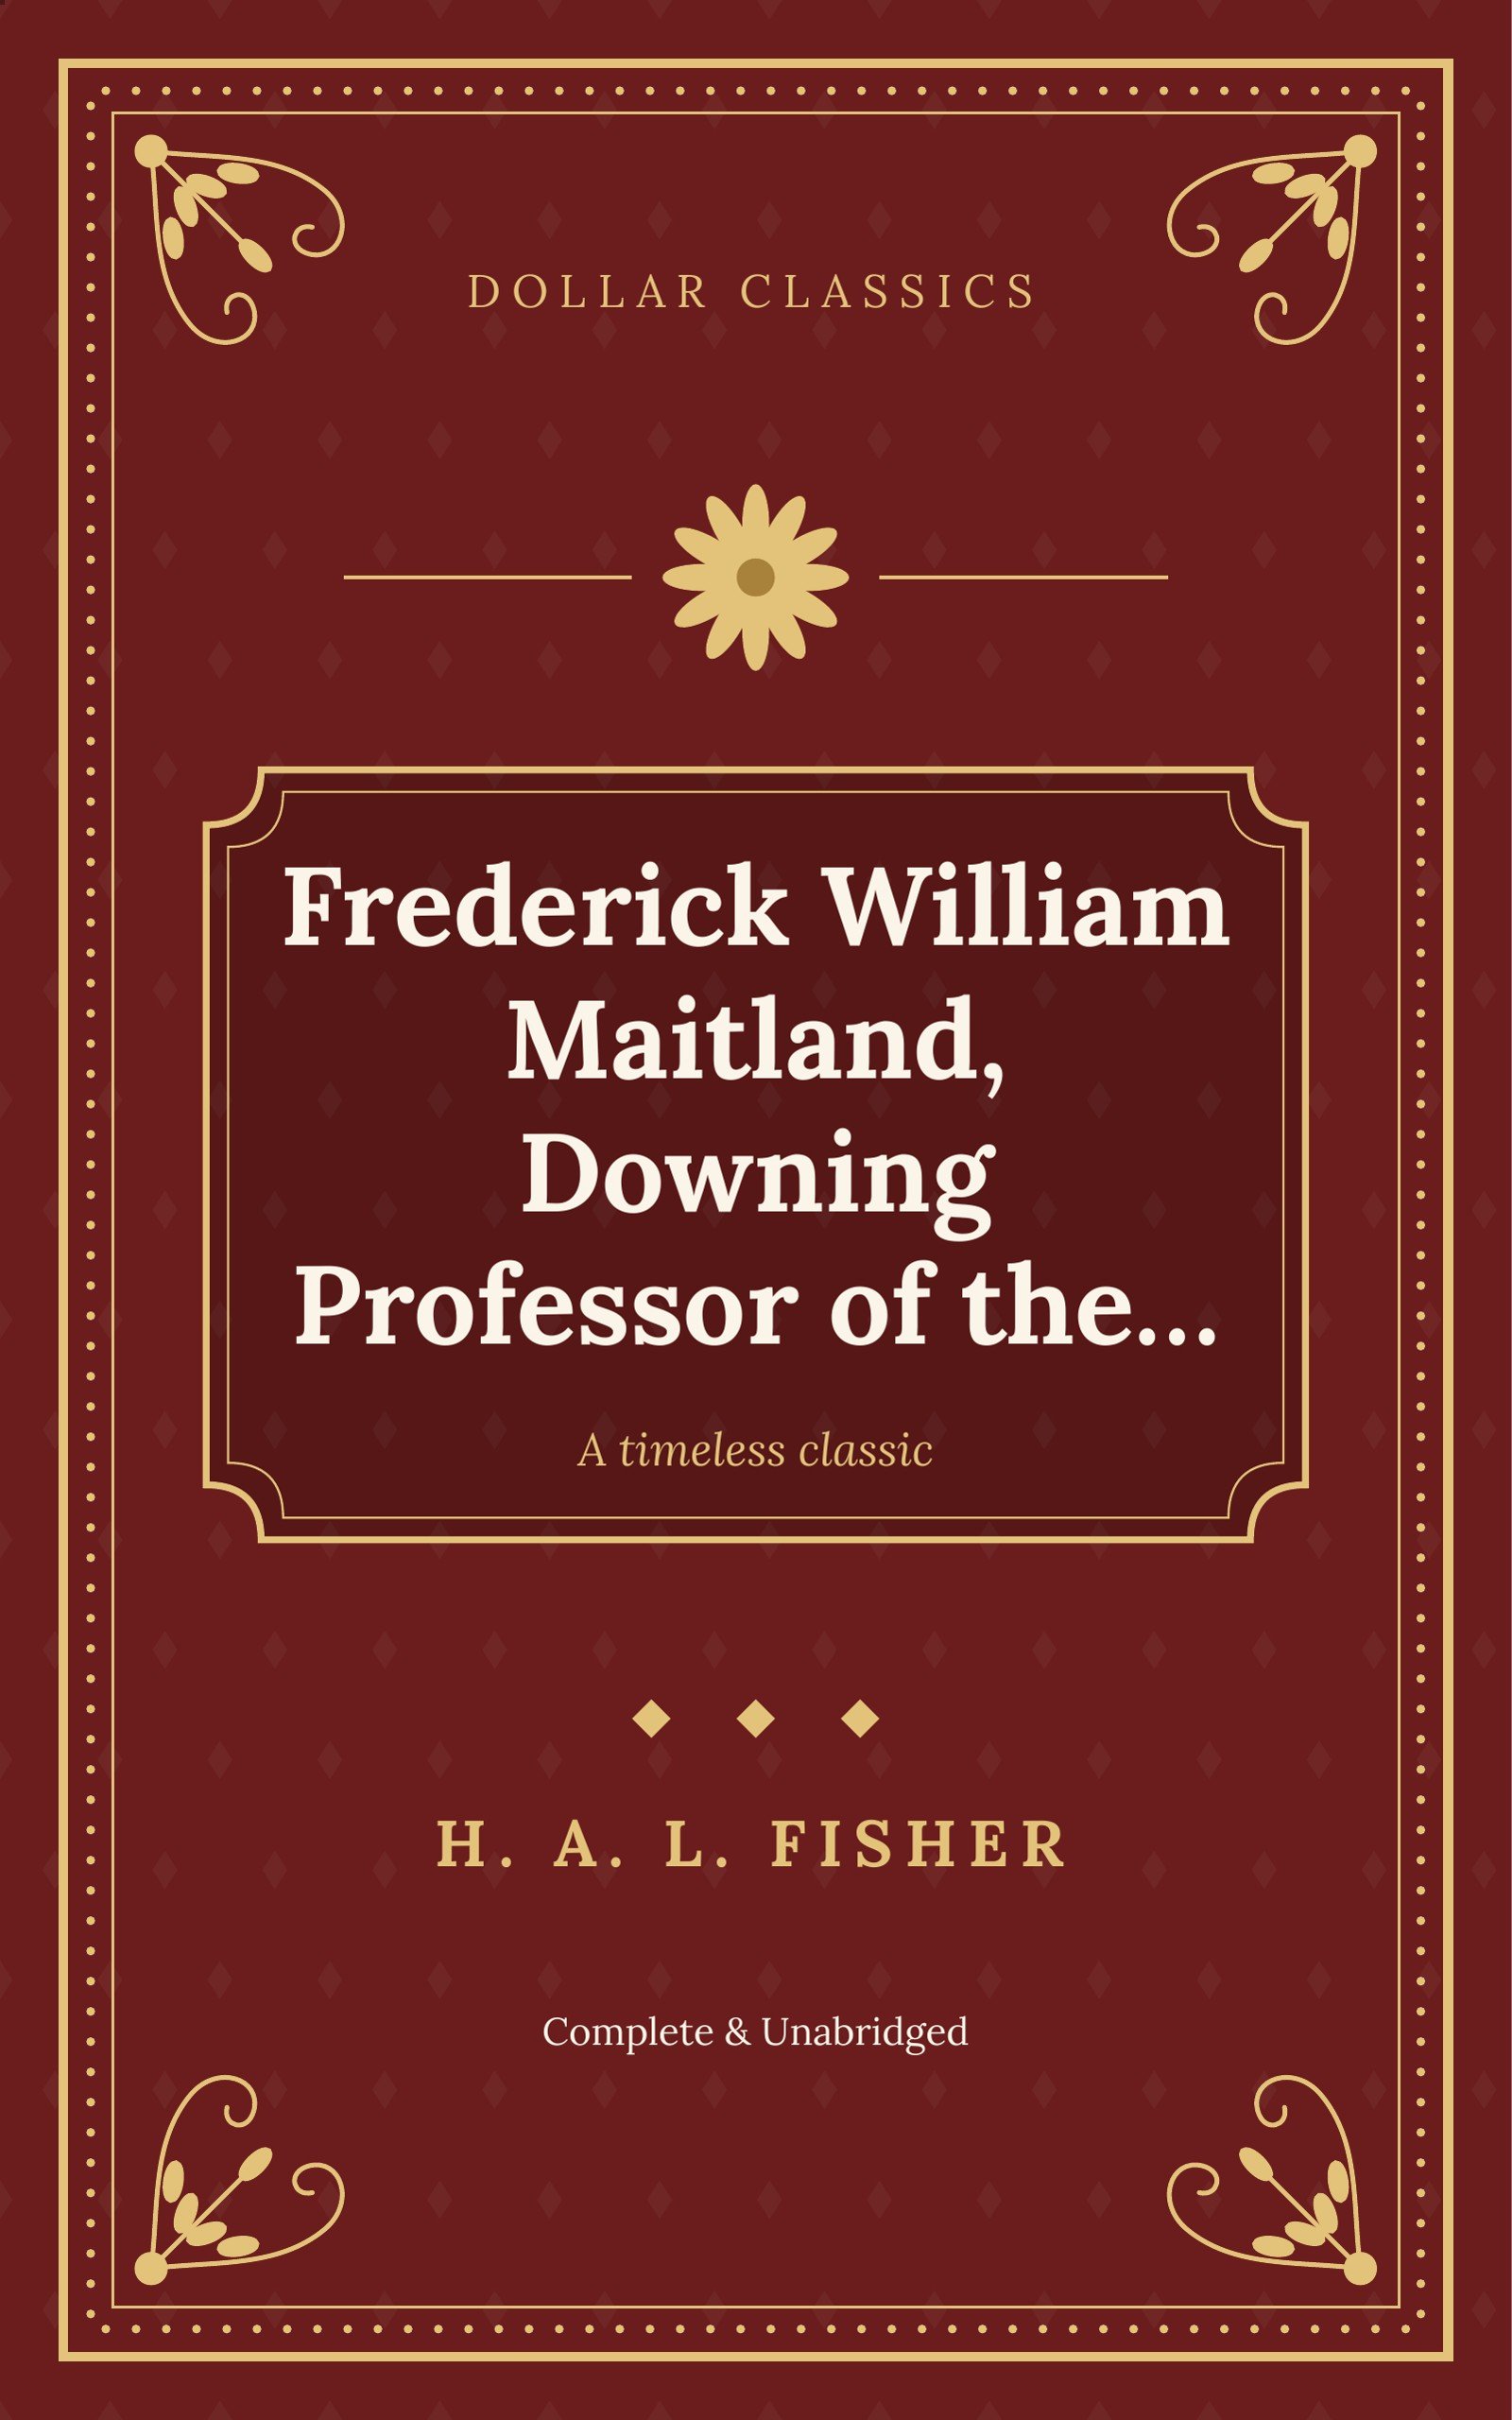 DOLLAR CLASSICS
Frederick William
Maitland,
Downing
Professor of the...
A timeless classic
H. A. L. FISHER
Complete & Unabridged